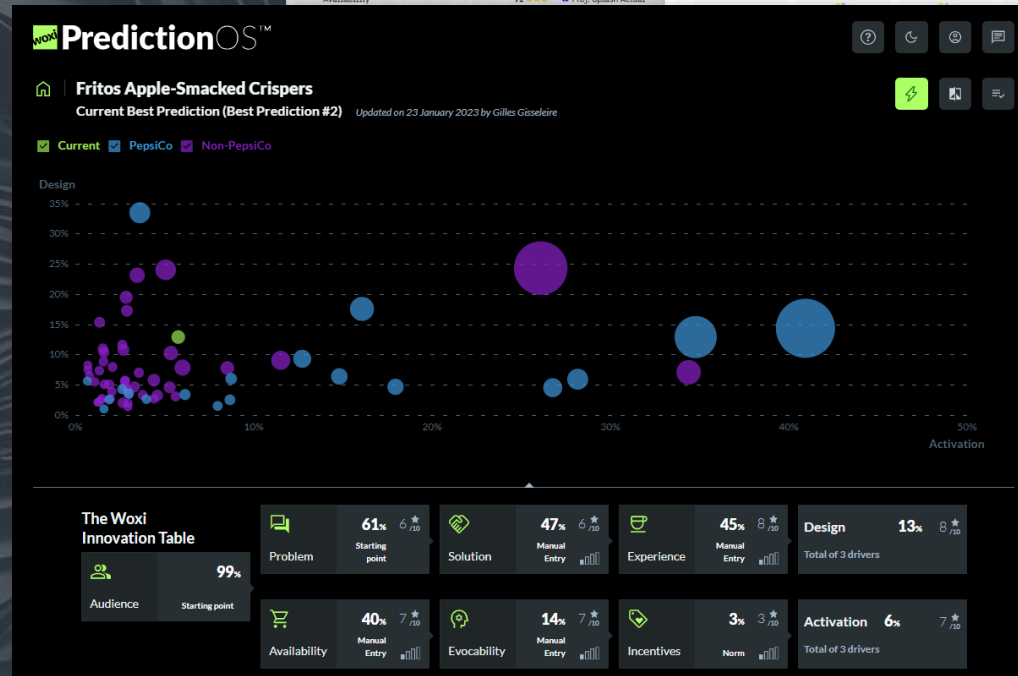 Availability
woxi PredictionOS™
Fritos Apple-Smacked Crispers
Current Best Prediction (Best Prediction #2) Updated on 23 January 2023 by Gilles Gisseleire
Current PepsiCo Non-PepsiCo
Design
35%
30%
25%
20%
15%
10%
5%
0%
0% 10% 20% 30% 40% 50%
Activation
The Woxi
Innovation Table
Audience
99%
Starting point
Problem
61% 6 /10
Starting
point
Solution
47% 6 /10
Manual
Entry
Experience
45% 8 /10
Manual
Entry
Design 13% 8 /10
Total of 3 drivers
Availability
40% 7 /10
Manual
Entry
Evocability
14% 7 /10
Manual
Entry
Incentives
3% 3 /10
Norm
Activation 6% 7 /10
Total of 3 drivers